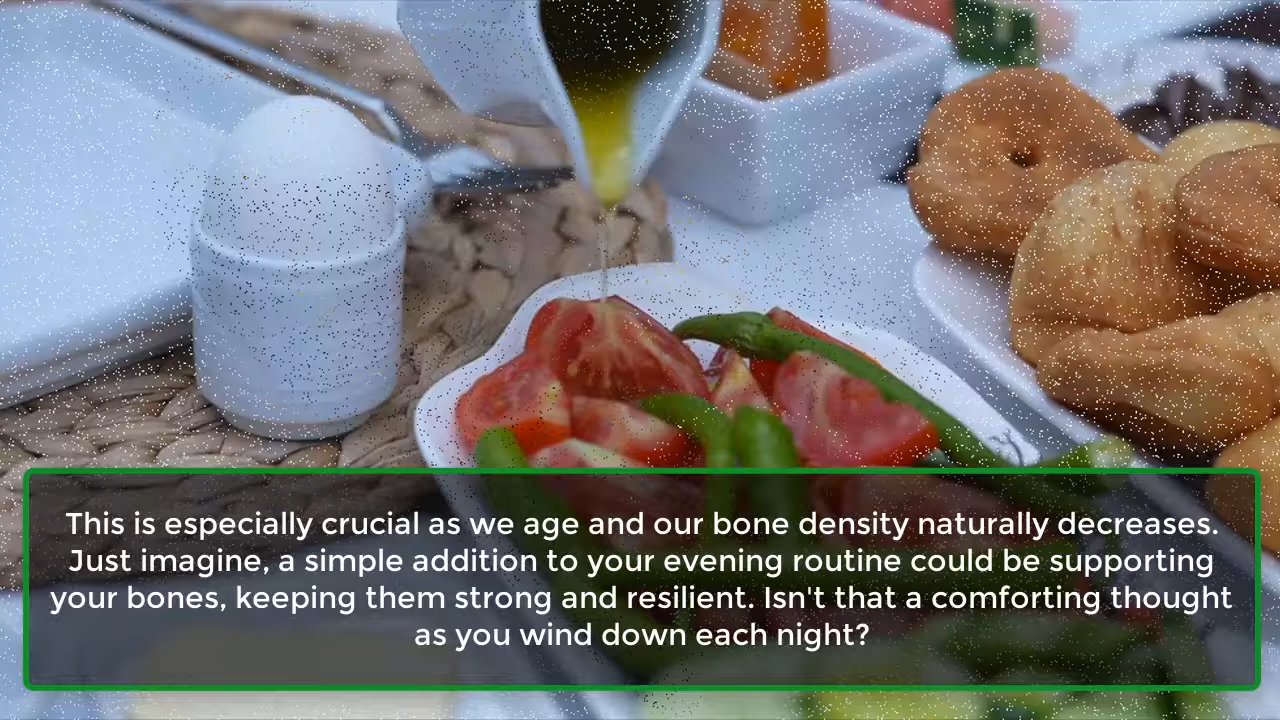 This is especially crucial as we age and our bone density naturally decreases.
Just imagine, a simple addition to your evening routine could be supporting
your bones, keeping them strong and resilient. Isn't that a comforting thought
as you wind down each night?